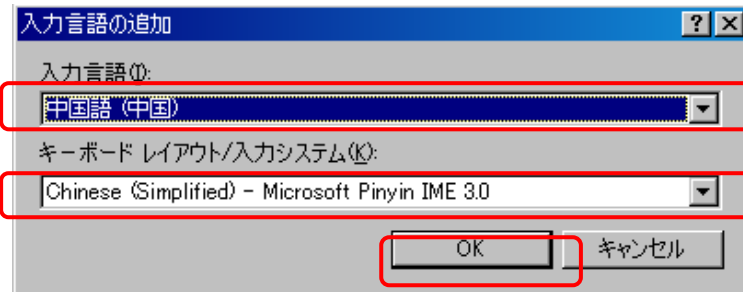 入力言語の追加
入力言語(I):
中国語 (中国)
キーボード レイアウト/入力システム(K):
Chinese (Simplified) - Microsoft Pinyin IME 3.0
OK キャンセル